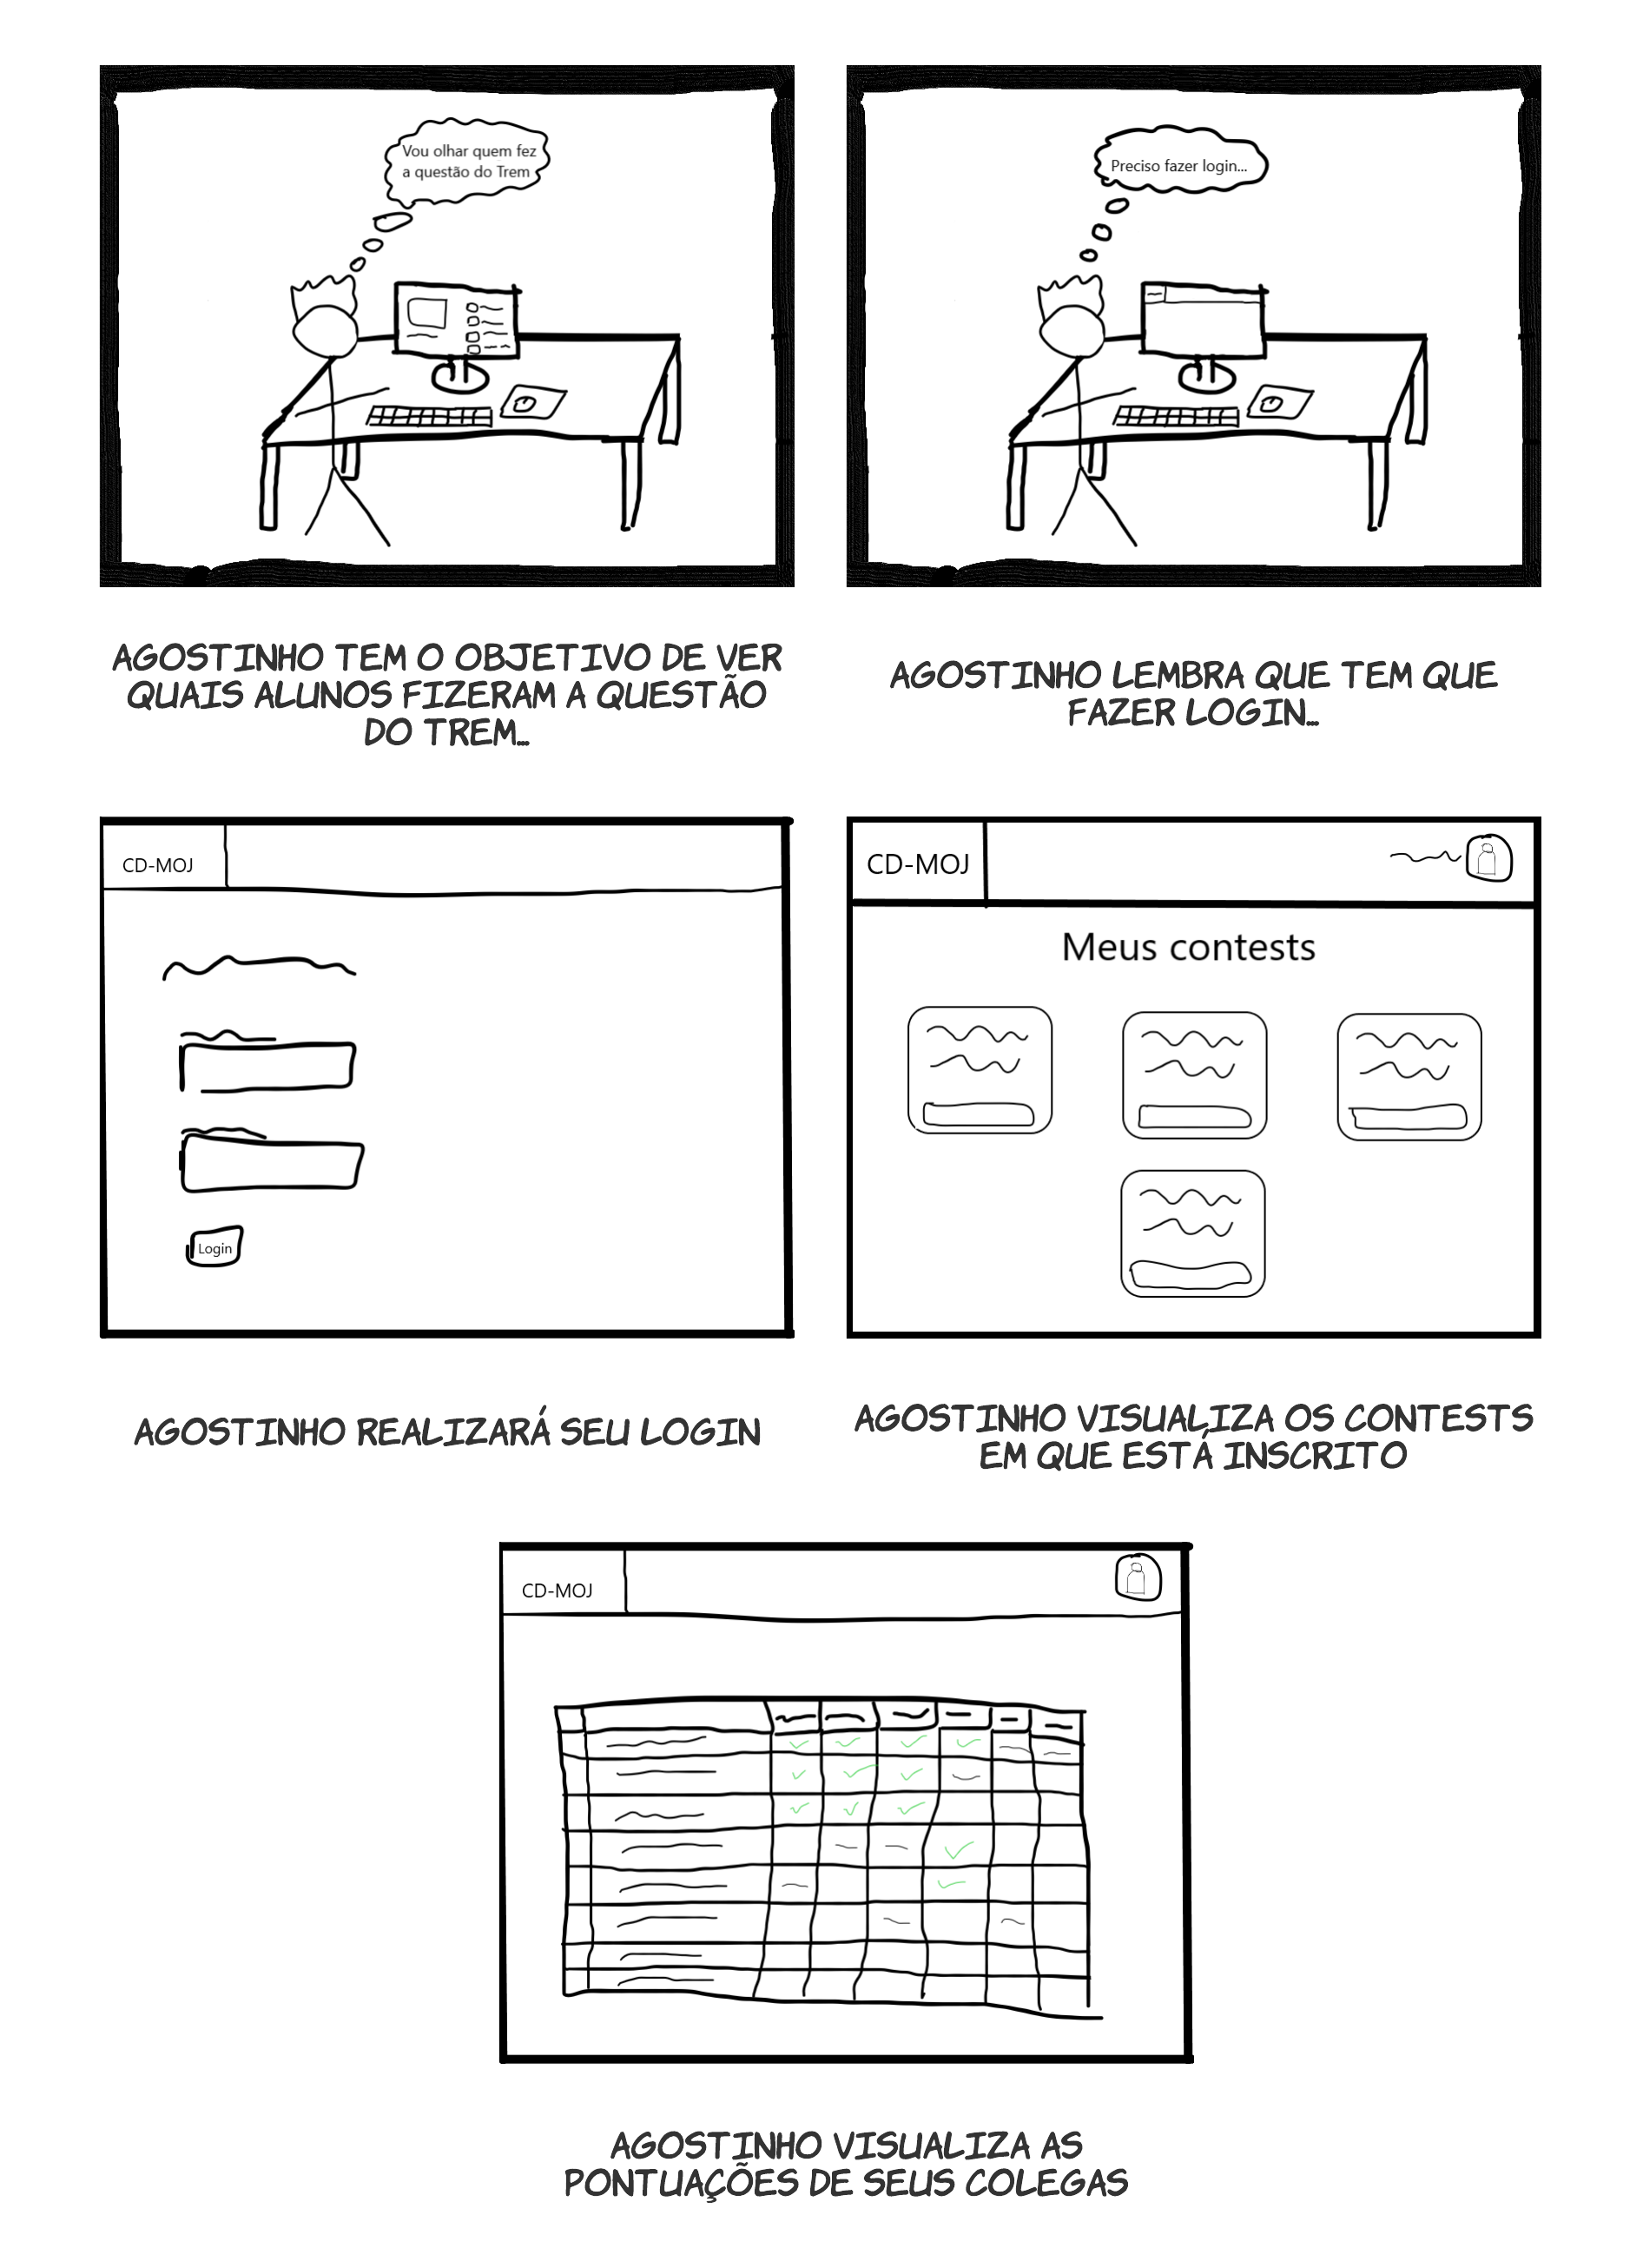 Vou olhar quem fez
a questão do Trem
Preciso fazer login...
AGOSTINHO TEM O OBJETIVO DE VER
QUAIS ALUNOS FIZERAM A QUESTÃO
DO TREM...
AGOSTINHO LEMBRA QUE TEM QUE
FAZER LOGIN...
CD-MOJ
Login
CD-MOJ
Meus contests
AGOSTINHO REALIZARÁ SEU LOGIN
AGOSTINHO VISUALIZA OS CONTESTS
EM QUE ESTÁ INSCRITO
CD-MOJ
AGOSTINHO VISUALIZA AS
PONTUAÇÕES DE SEUS COLEGAS